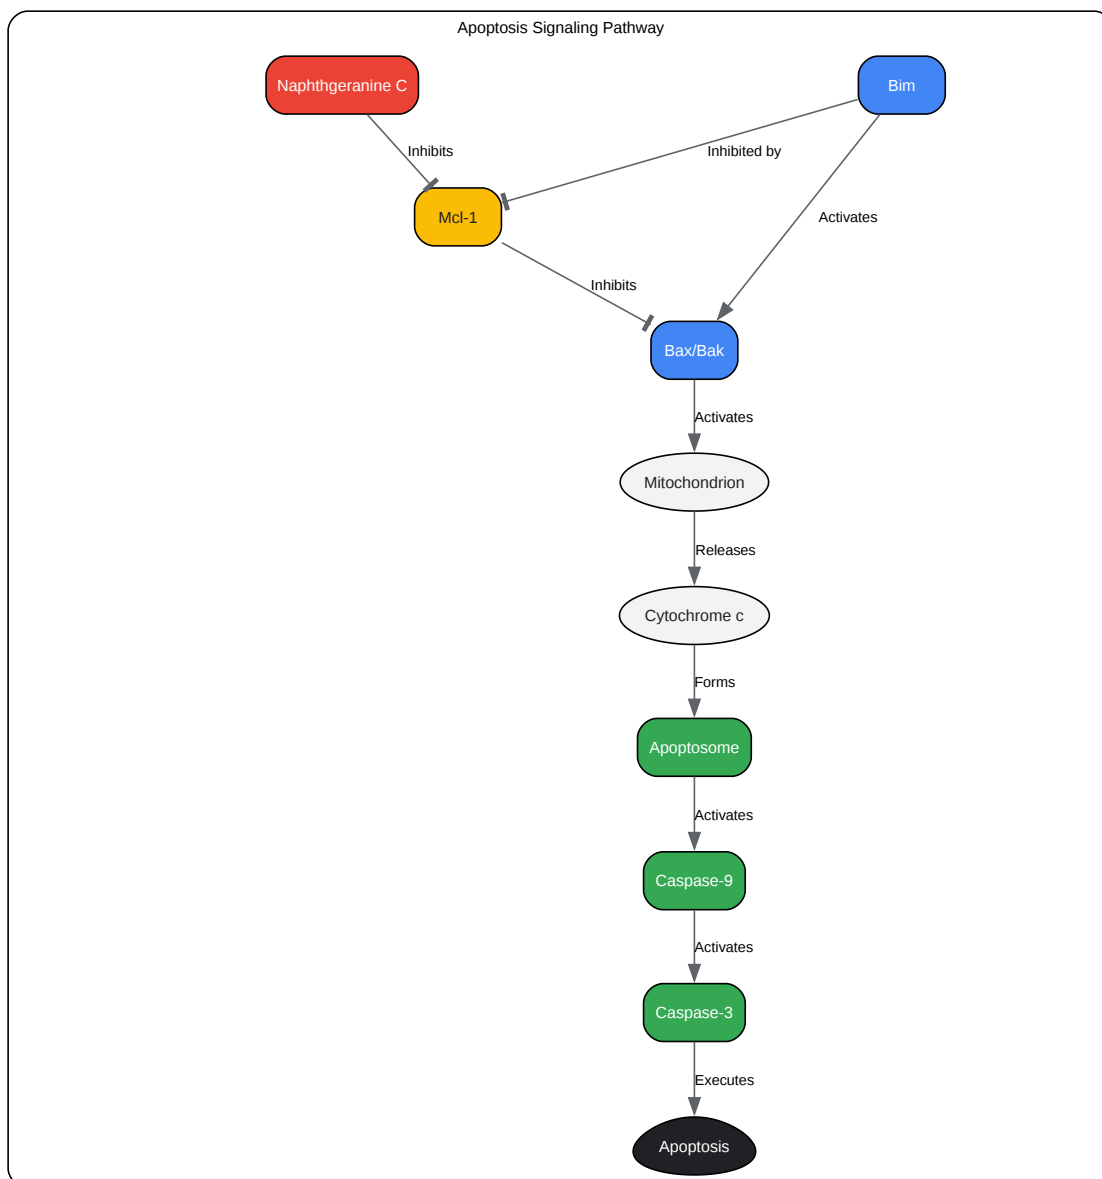 Apoptosis Signaling Pathway
Naphthgeranine C
Bim
Inhibits
Inhibited by
Mcl-1
Activates
Inhibits
Bax/Bak
Activates
Mitochondrion
Releases
Cytochrome c
Forms
Apoptosome
Activates
Caspase-9
Activates
Caspase-3
Executes
Apoptosis